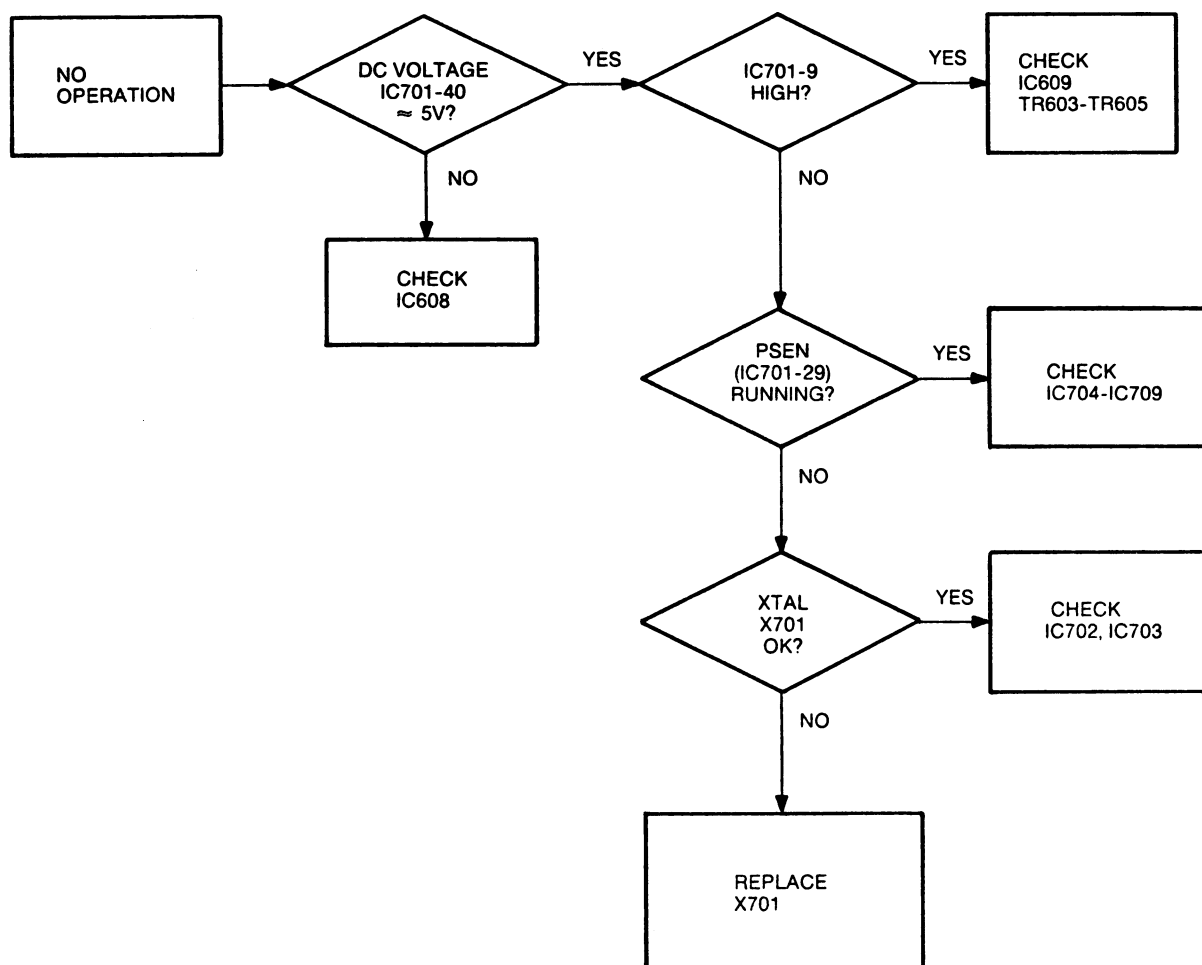 NO
OPERATION
DC VOLTAGE
IC701-40
≈ 5V?
YES
IC701-9
HIGH?
YES
CHECK
IC609
TR603-TR605
NO
NO
CHECK
IC608
PSEN
(IC701-29)
RUNNING?
YES
CHECK
IC704-IC709
NO
XTAL
X701
OK?
YES
CHECK
IC702, IC703
NO
REPLACE
X701